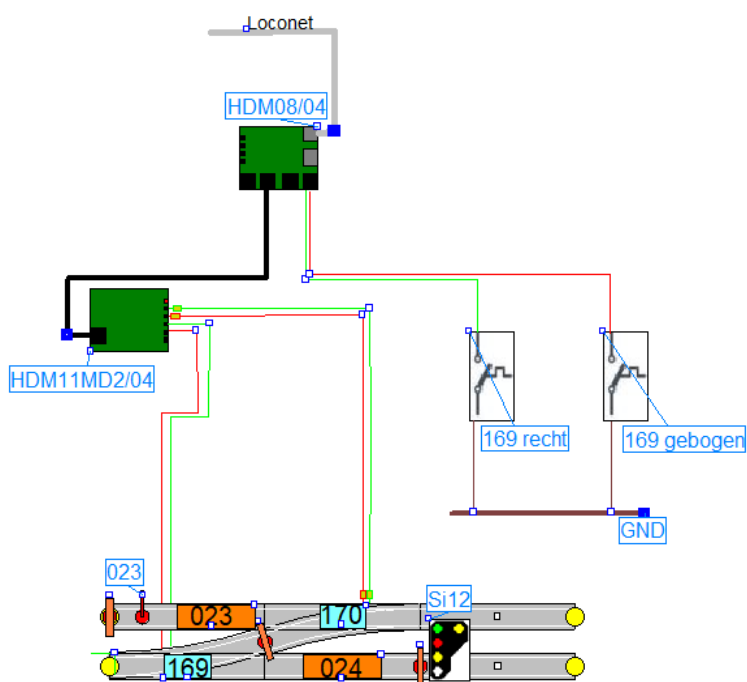 Loconet
HDM08/04
HDM11MD2/04
169 recht
169 gebogen
GND
023
Si12
023
170
169
024